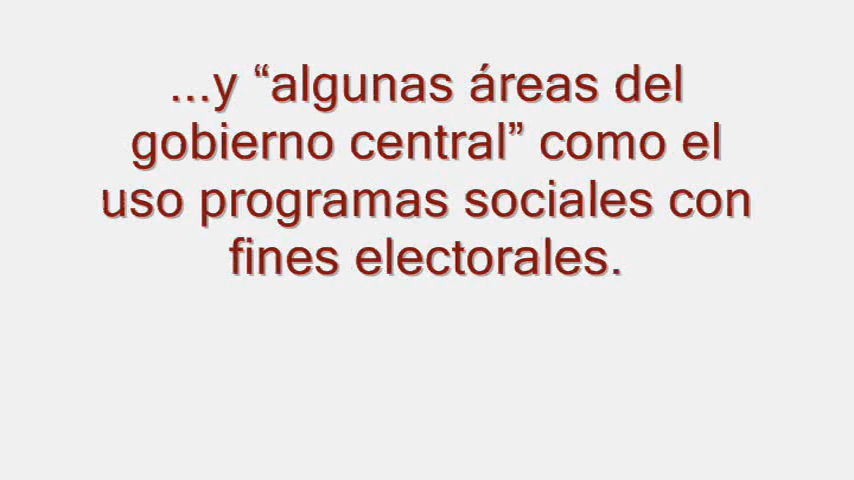 ...y “algunas áreas del
gobierno central” como el
uso programas sociales con
fines electorales.